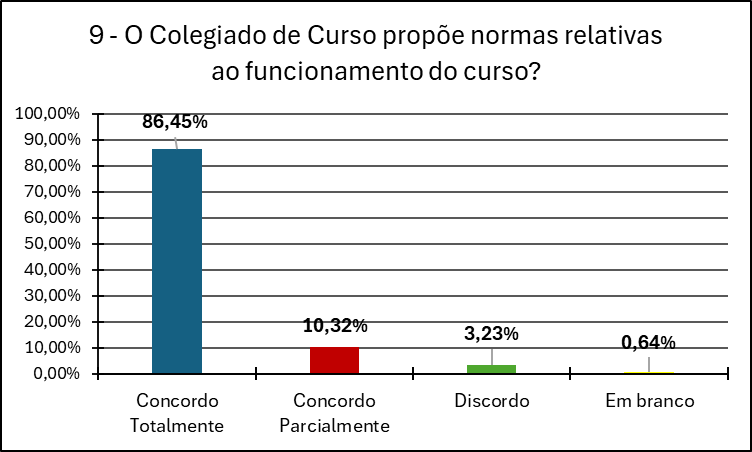 9 - O Colegiado de Curso propõe normas relativas
ao funcionamento do curso?
100,00%
90,00%
80,00%
70,00%
60,00%
50,00%
40,00%
30,00%
20,00%
10,00%
0,00%
86,45%
10,32%
3,23%
0,64%
Concordo
Totalmente
Concordo
Parcialmente
Discordo
Em branco